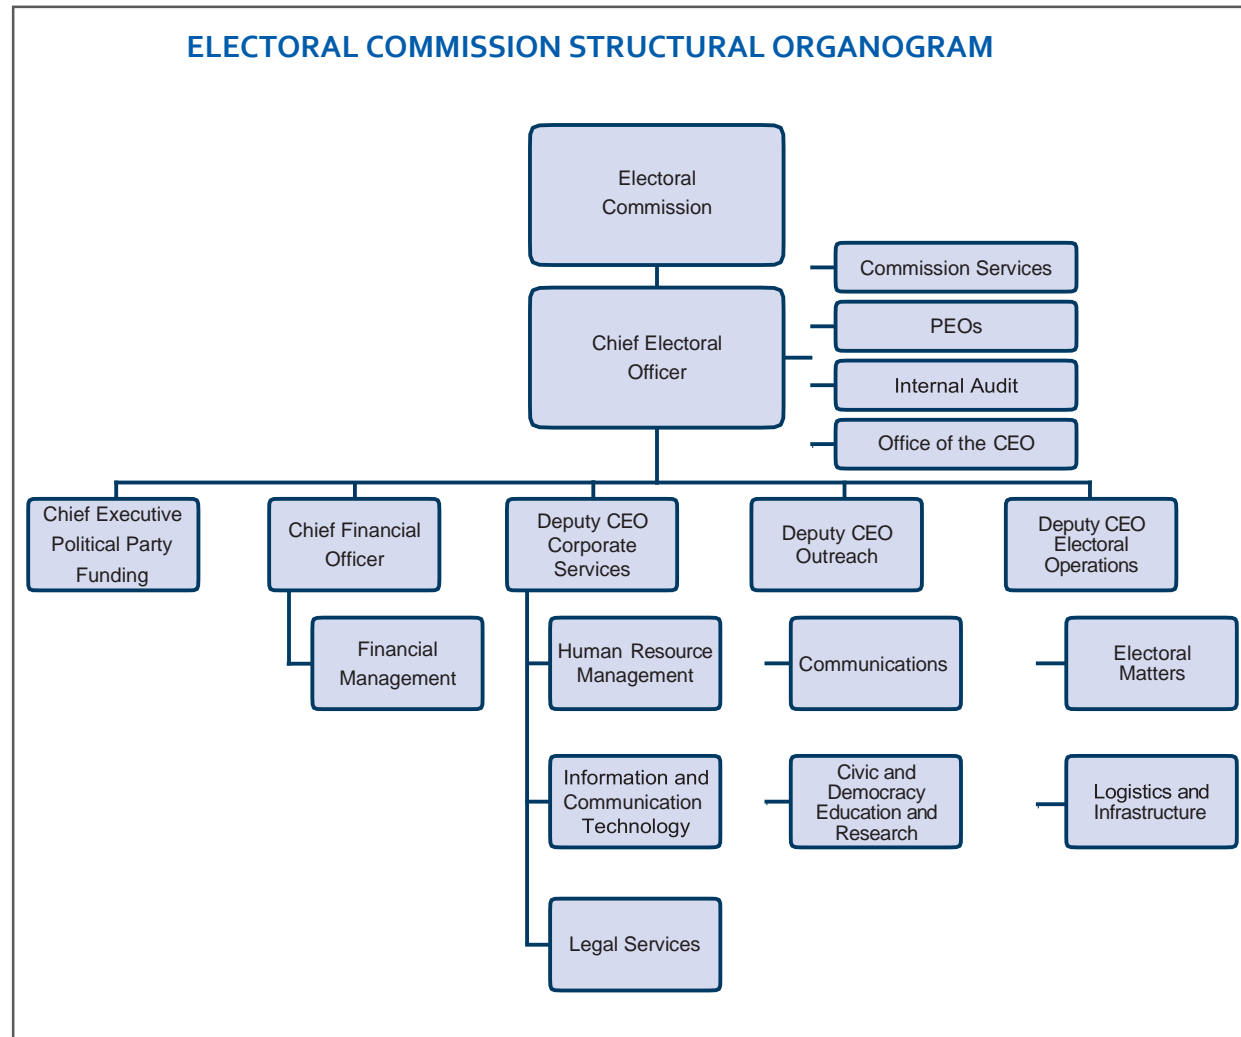 ELECTORAL COMMISSION STRUCTURAL ORGANOGRAM
Electoral
Commission
Commission Services
PEOs
Chief Electoral
Officer
Internal Audit
Office of the CEO
Chief Executive
Political Party
Funding
Chief Financial
Officer
Deputy CEO
Corporate
Services
Deputy CEO
Outreach
Deputy CEO
Electoral
Operations
Financial
Management
Human Resource
Management
Communications
Electoral
Matters
Information and
Communication
Technology
Civic and
Democracy
Education and
Research
Logistics and
Infrastructure
Legal Services